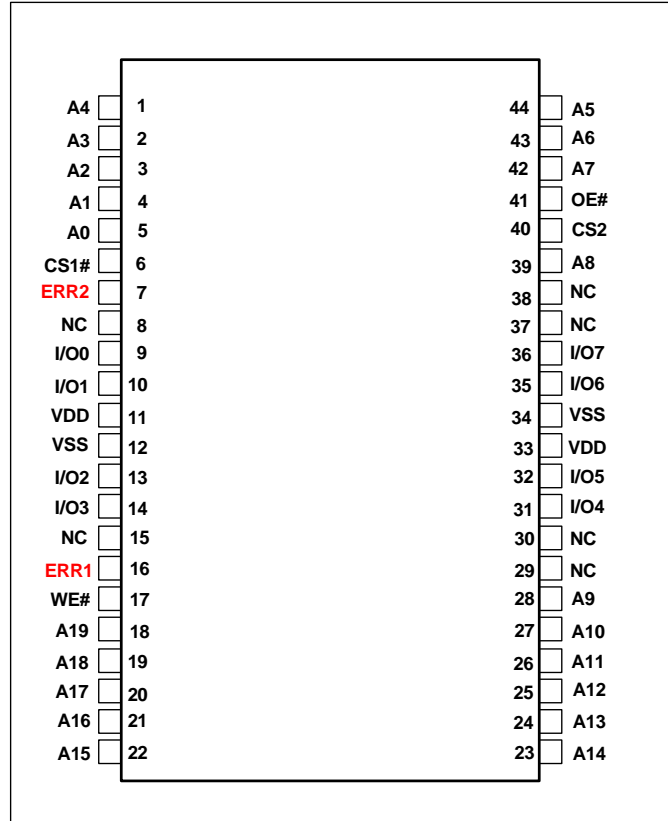 A4 1 44 A5
A3 2 43 A6
A2 3 42 A7
A1 4 41 OE#
A0 5 40 CS2
CS1# 6 39 A8
ERR2 7 38 NC
NC 8 37 NC
I/O0 9 36 I/O7
I/O1 10 35 I/O6
VDD 11 34 VSS
VSS 12 33 VDD
I/O2 13 32 I/O5
I/O3 14 31 I/O4
NC 15 30 NC
ERR1 16 29 NC
WE# 17 28 A9
A19 18 27 A10
A18 19 26 A11
A17 20 25 A12
A16 21 24 A13
A15 22 23 A14